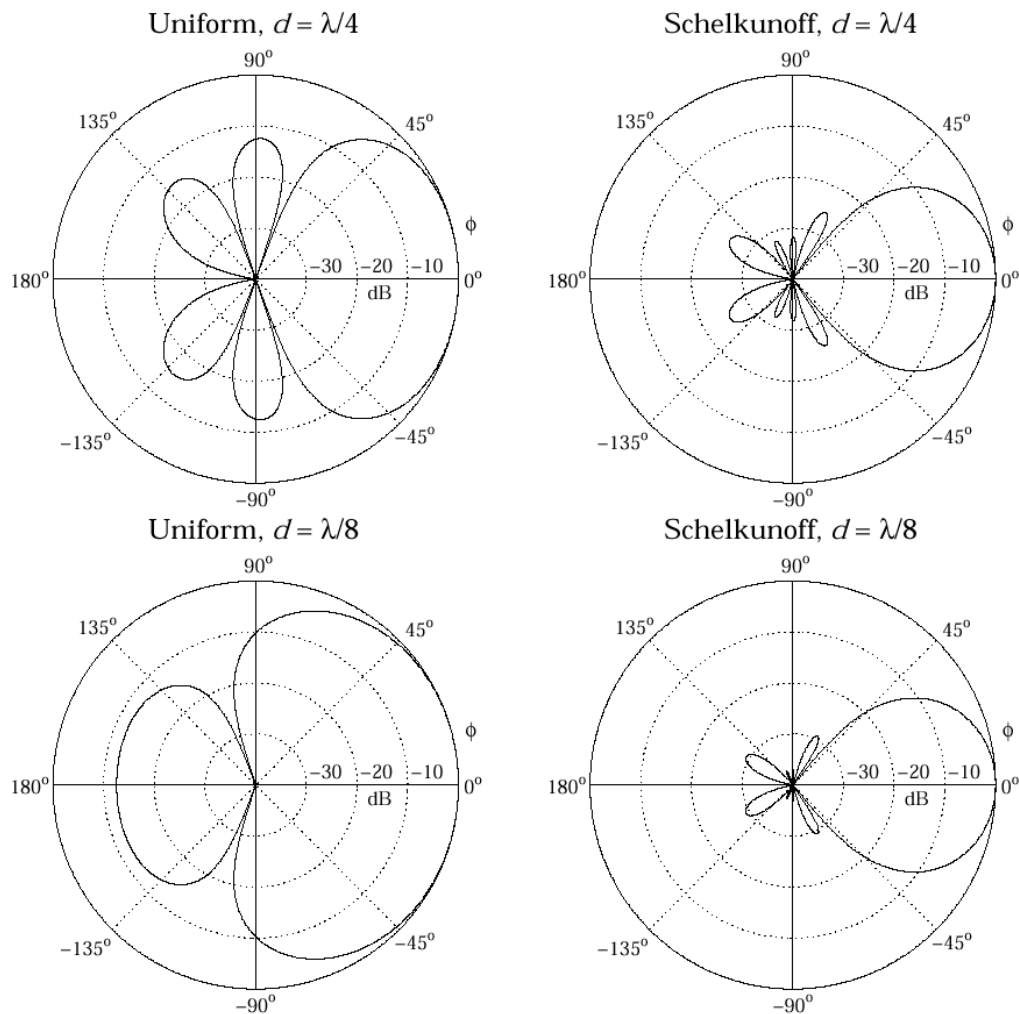 Uniform, d = λ/4
90°
135°
45°
φ
180°
−30 −20 −10
0°
dB
−135°
−45°
−90°
Schelkunoff, d = λ/4
90°
135°
45°
φ
180°
−30 −20 −10
0°
dB
−135°
−45°
−90°
Uniform, d = λ/8
90°
135°
45°
φ
180°
−30 −20 −10
0°
dB
−135°
−45°
−90°
Schelkunoff, d = λ/8
90°
135°
45°
φ
180°
−30 −20 −10
0°
dB
−135°
−45°
−90°